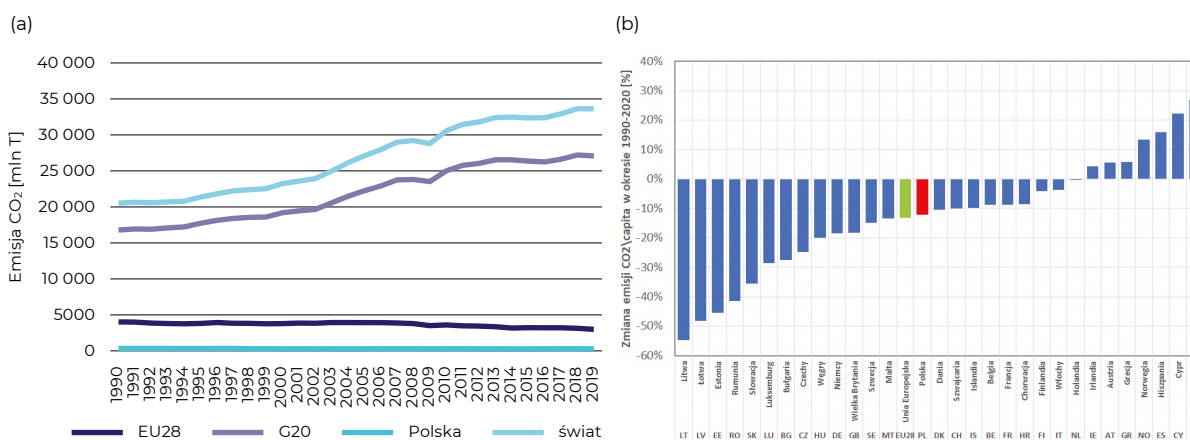 (a)
Emisja CO₂ [mln T]
40 000
35 000
30 000
25 000
20 000
15 000
10 000
5000
0
1990 1991 1992 1993 1994 1995 1996 1997 1998 1999 2000 2001 2002 2003 2004 2005 2006 2007 2008 2009 2010 2011 2012 2013 2014 2015 2016 2017 2018 2019
EU28 G20 Polska świat
(b)
Zmiana emisji CO2\capita w okresie 1990-2020 [%]
40%
30%
20%
10%
0%
-10%
-20%
-30%
-40%
-50%
-60%
Litwa Łotwa Estonia Rumunia Słowacja Luksemburg Bułgaria Czechy Węgry Niemcy Wielka Brytania Szwecja Malta Unia Europejska Polska Dania Szwajcaria Islandia Belgia Francja Chorwacja Finlandia Włochy Holandia Irlandia Austria Grecja Norwegia Hiszpania Cypr
LT LV EE RO SK LU BG CZ HU DE GB SE MT EU28 PL DK CH IS BE FR HR FI IT NL IE AT GR NO ES CY